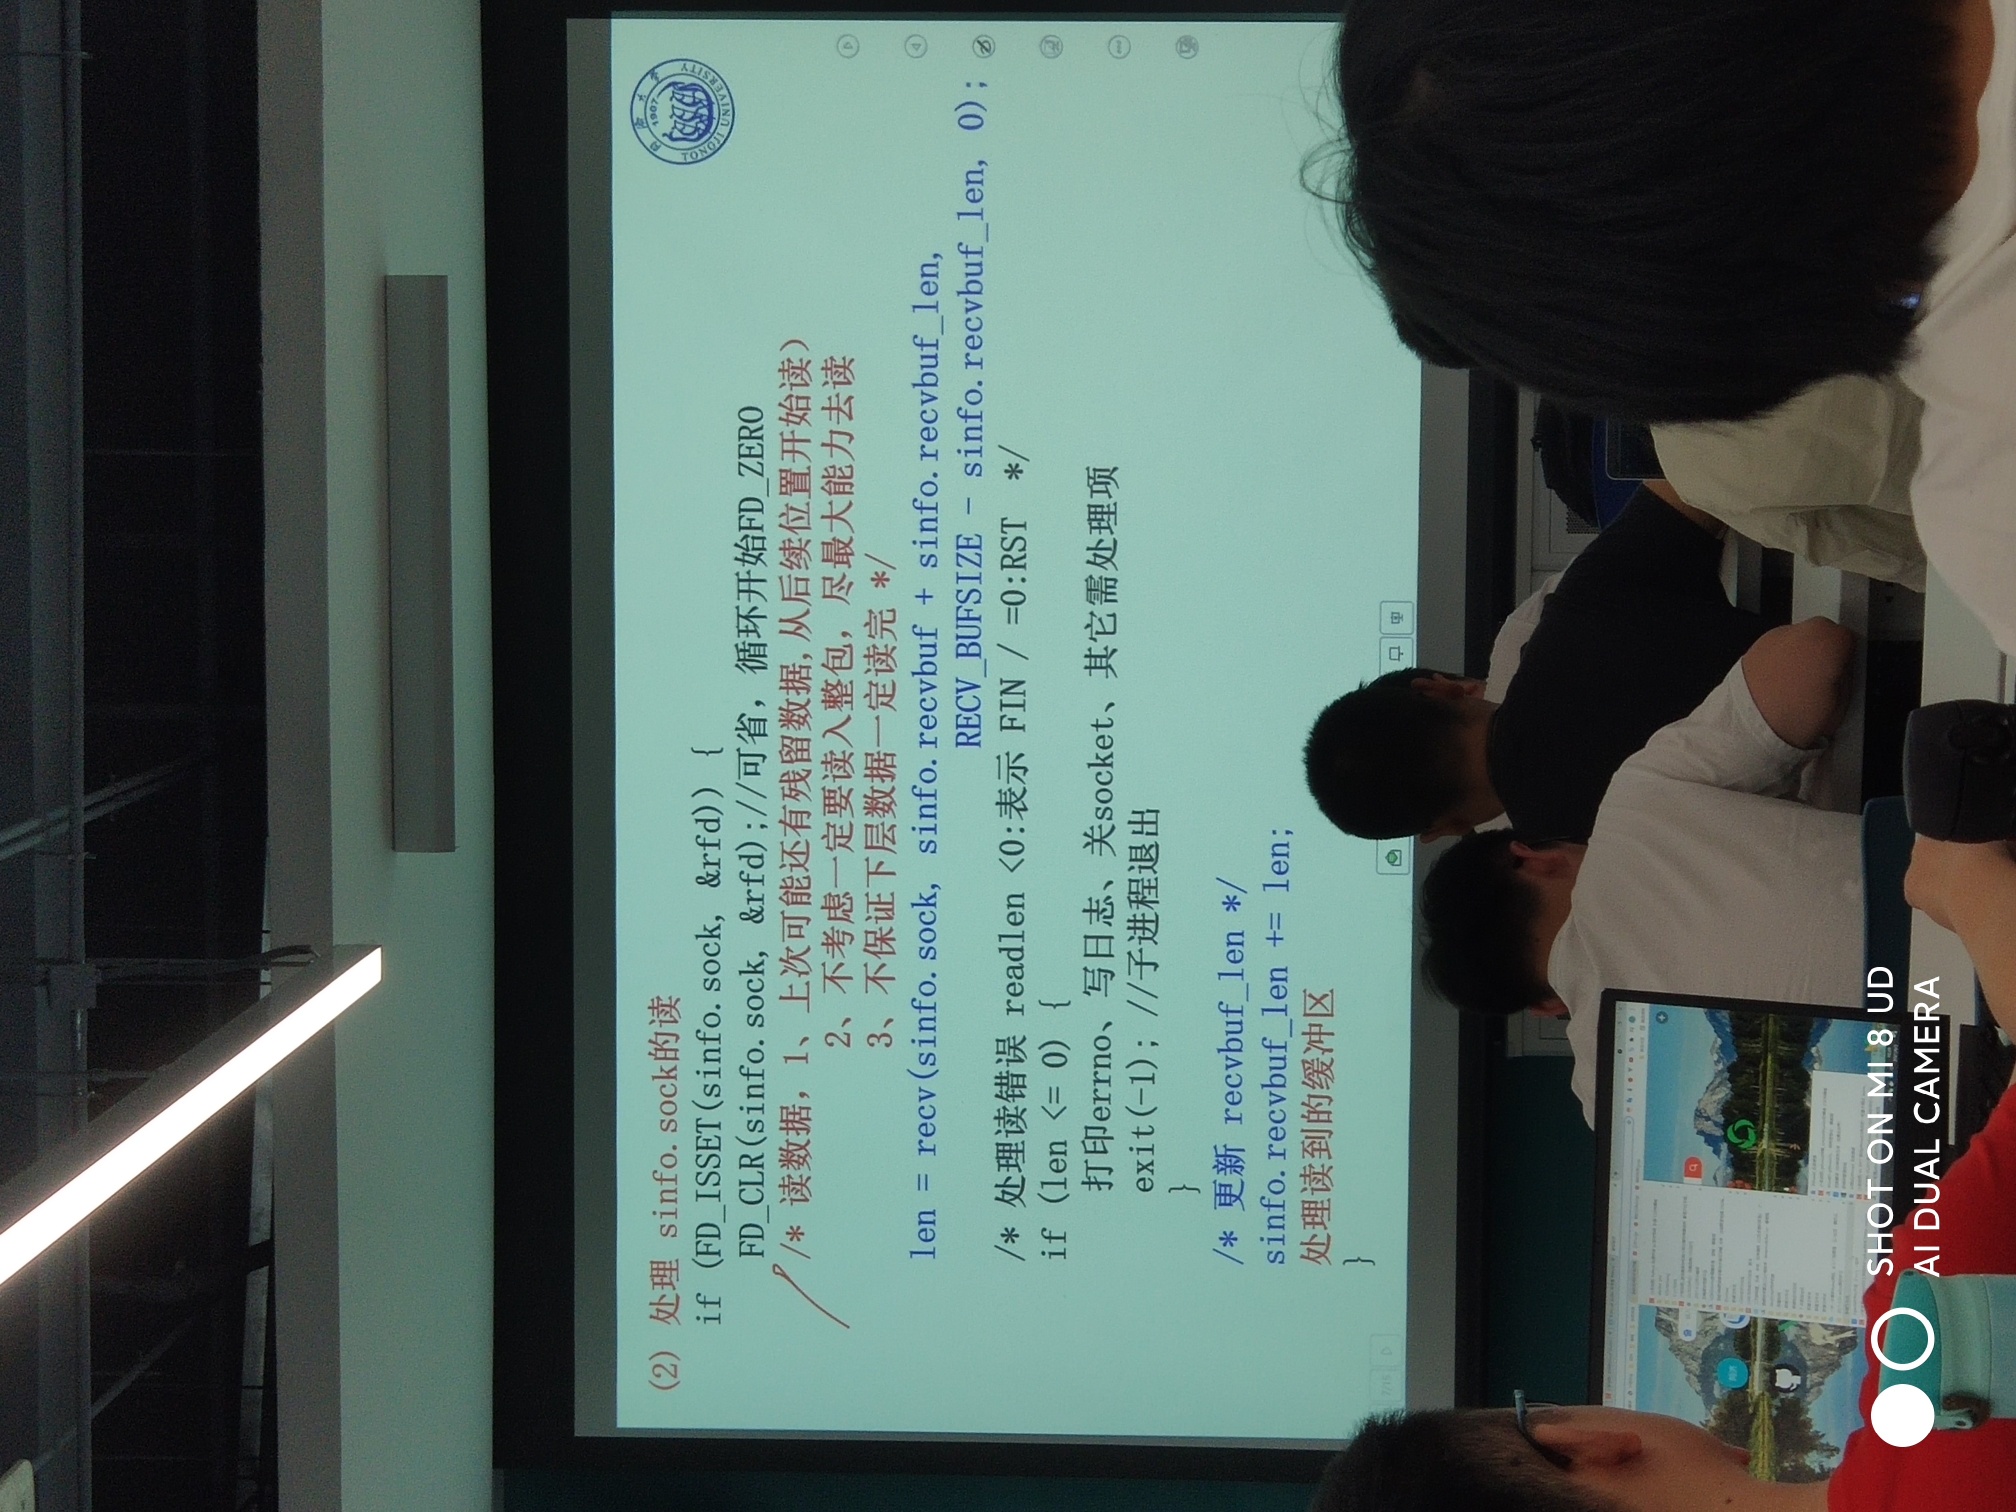 (2) 处理 sinfo.sock的读
同济大学
1907
TONGJI UNIVERSITY
if (FD_ISSET(sinfo.sock, &rfd)) {
FD_CLR(sinfo.sock, &rfd);//可省，循环开始FD_ZERO
/* 读数据，1、上次可能还有残留数据,从后续位置开始读）
2、不考虑一定要读入整包，尽最大能力去读
3、不保证下层数据一定读完 */
len = recv(sinfo.sock, sinfo.recvbuf + sinfo.recvbuf_len,
RECV_BUFSIZE - sinfo.recvbuf_len, 0);
/* 处理读错误 readlen <0:表示 FIN / =0:RST */
if (len <= 0) {
打印errno、写日志、关socket、其它需处理项
exit(-1); //子进程退出
}
/* 更新 recvbuf_len */
sinfo.recvbuf_len += len;
处理读到的缓冲区
}
7/15
SHOT ON MI 8 UD
AI DUAL CAMERA